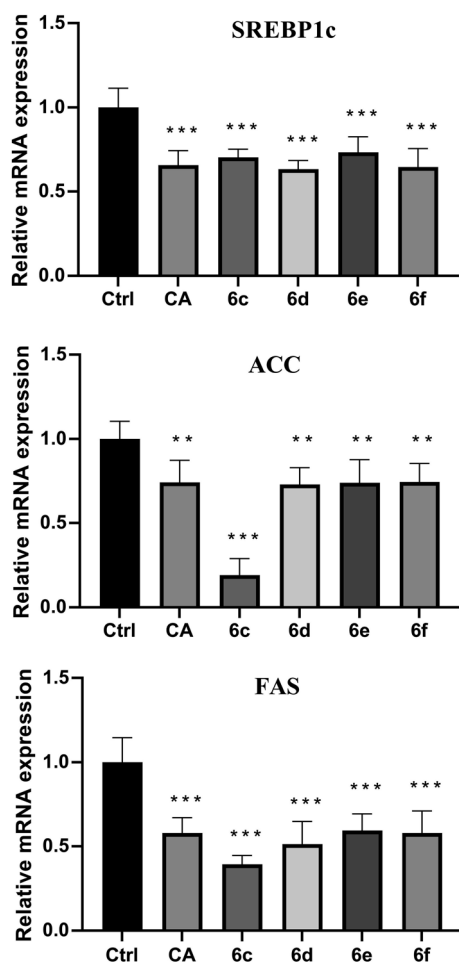 SREBP1c
Relative mRNA expression
1.5
1.0
0.5
0.0
*** *** *** *** ***
Ctrl CA 6c 6d 6e 6f
ACC
Relative mRNA expression
1.5
1.0
0.5
0.0
** *** ** ** **
Ctrl CA 6c 6d 6e 6f
FAS
Relative mRNA expression
1.5
1.0
0.5
0.0
*** *** *** *** ***
Ctrl CA 6c 6d 6e 6f